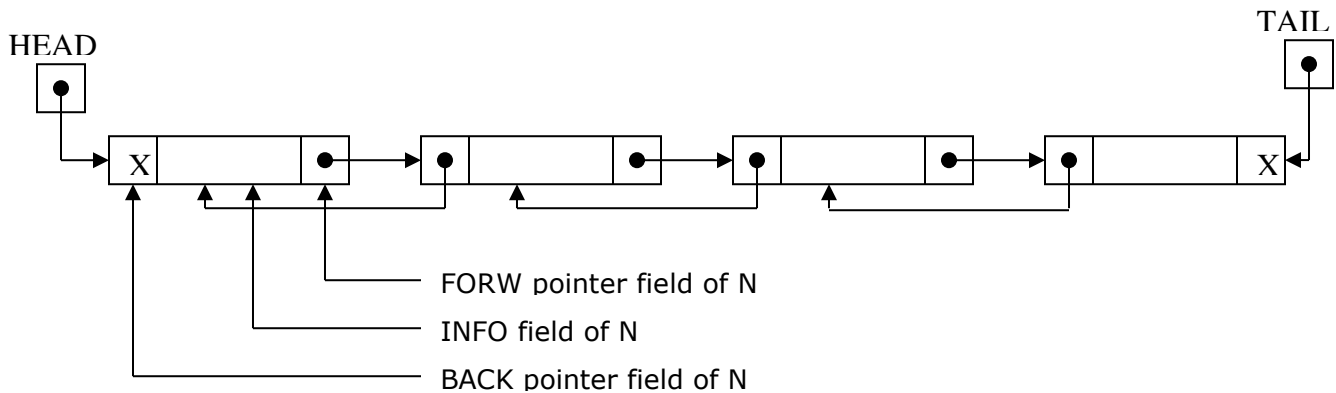 TAIL
HEAD
X
X
FORW pointer field of N
INFO field of N
BACK pointer field of N